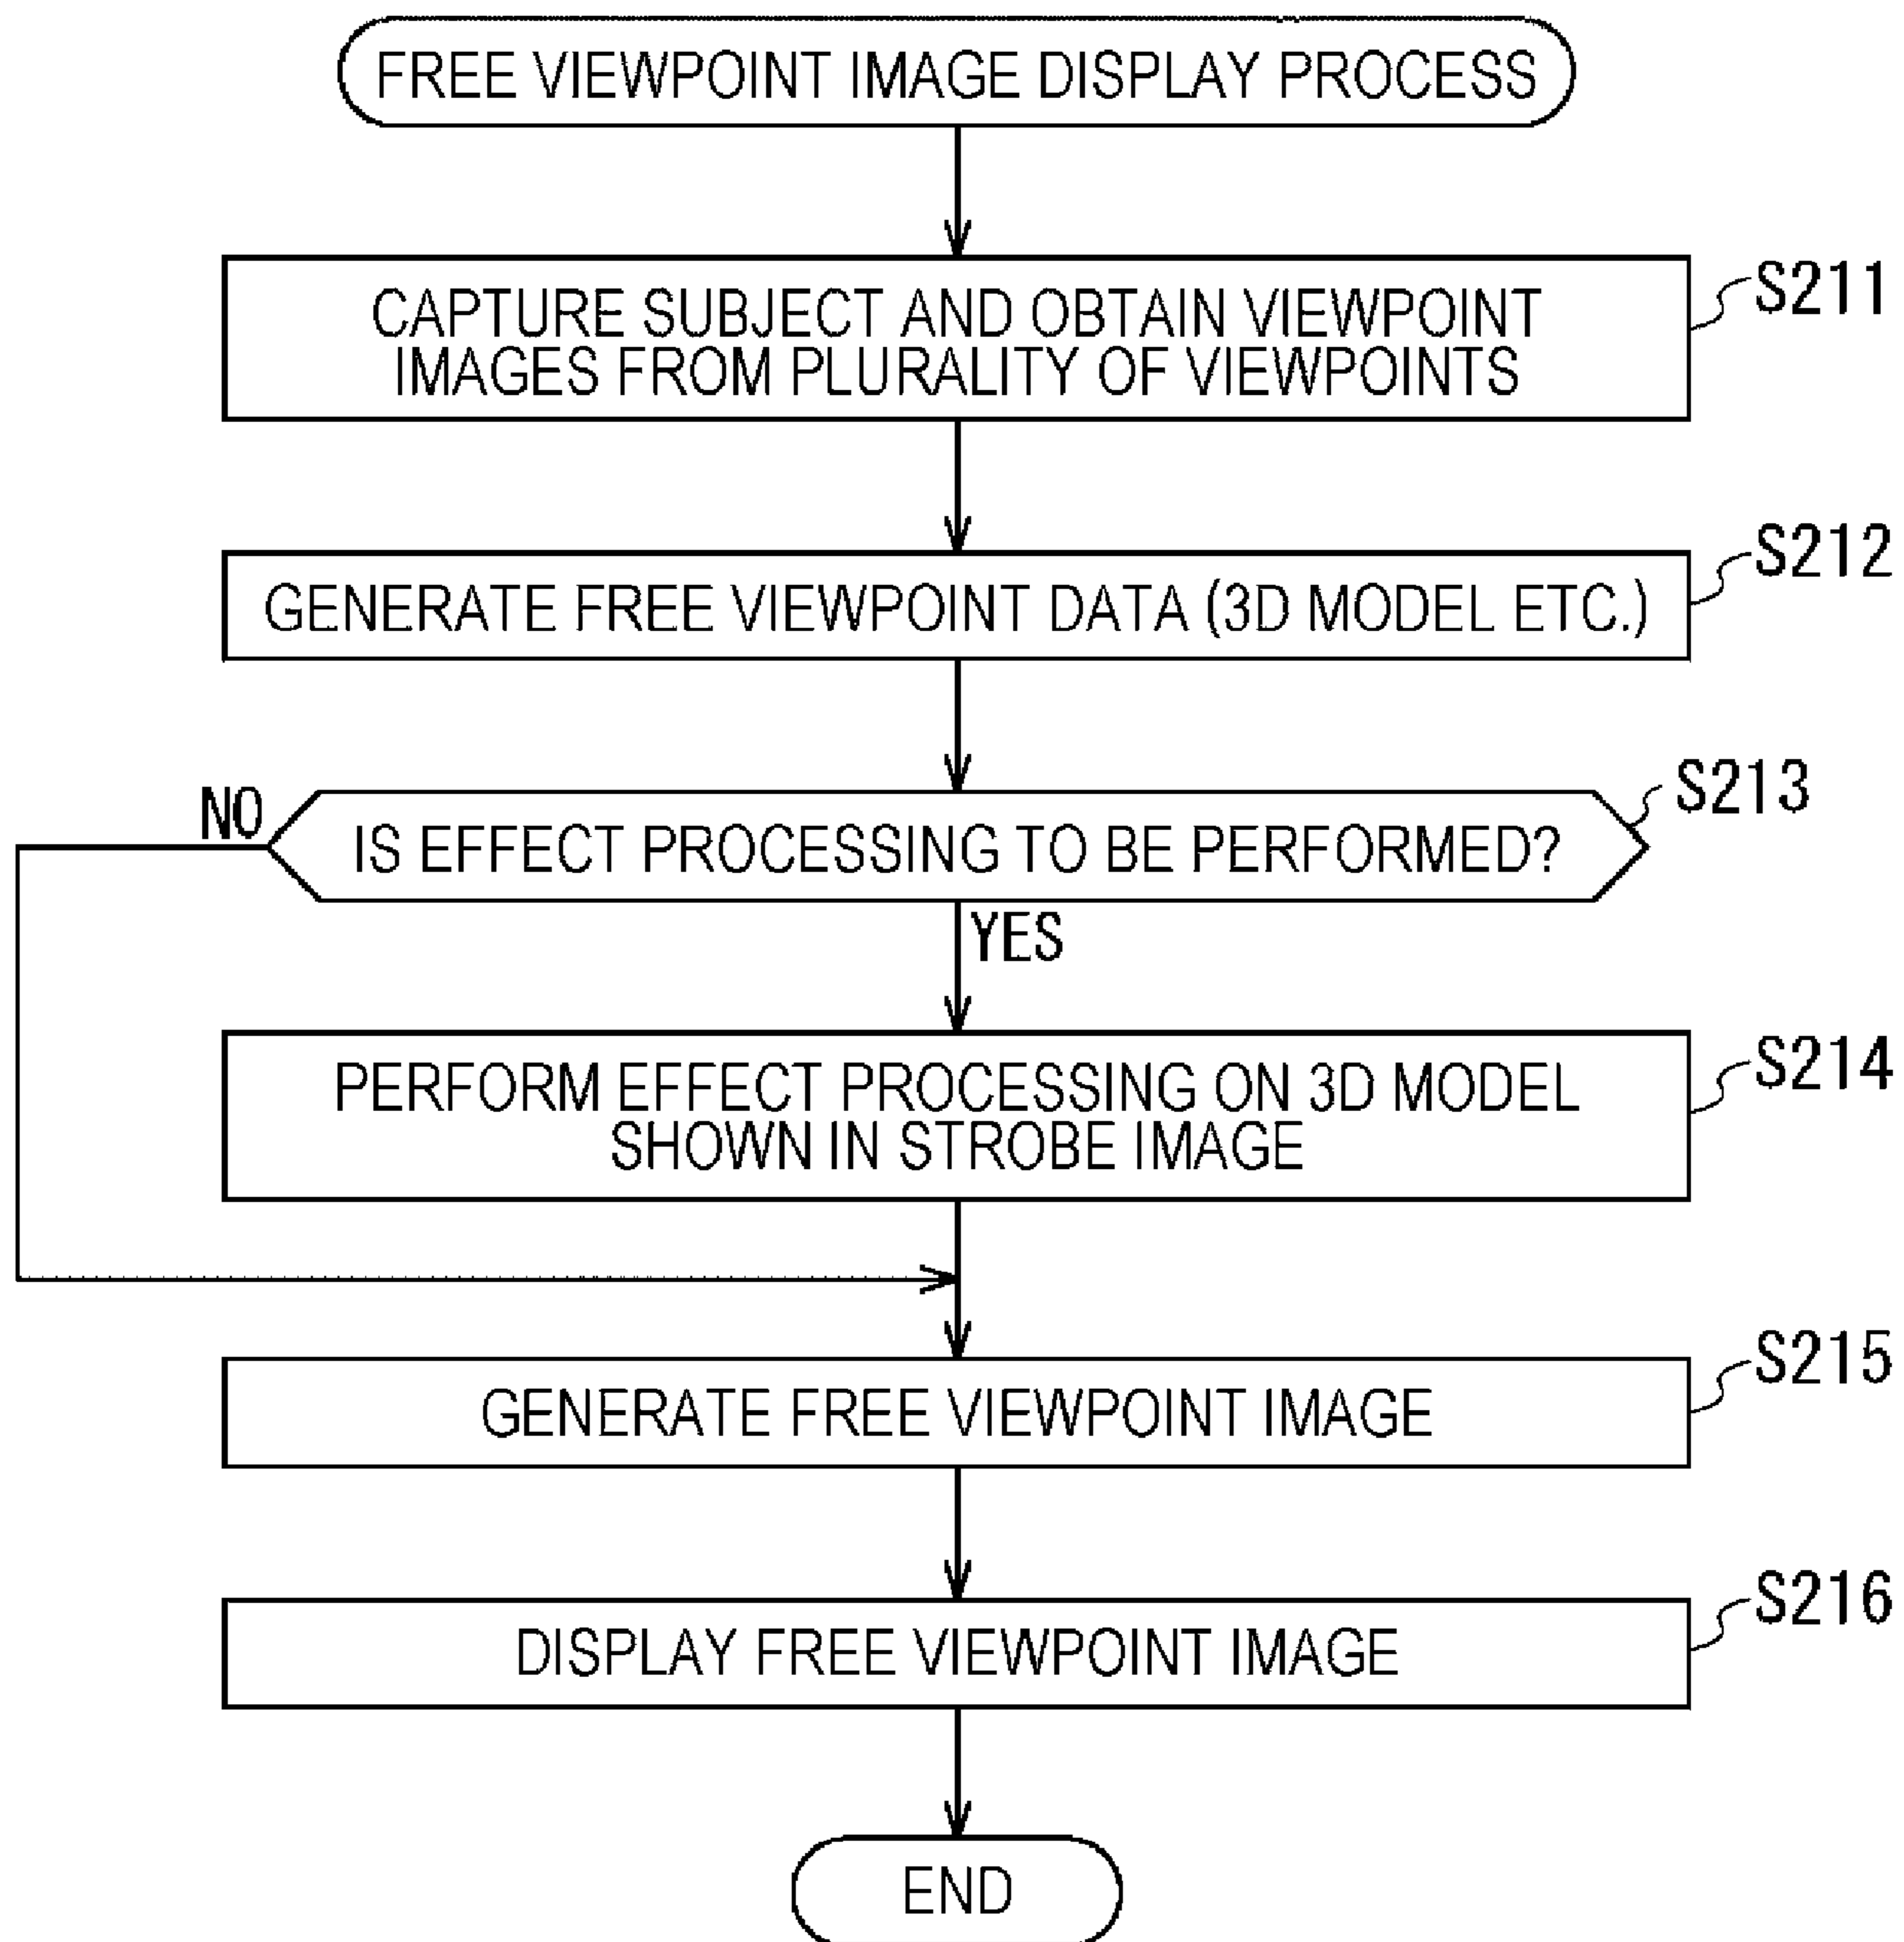 FREE VIEWPOINT IMAGE DISPLAY PROCESS
S211
CAPTURE SUBJECT AND OBTAIN VIEWPOINT
IMAGES FROM PLURALITY OF VIEWPOINTS
S212
GENERATE FREE VIEWPOINT DATA (3D MODEL ETC.)
S213
NO
IS EFFECT PROCESSING TO BE PERFORMED?
YES
S214
PERFORM EFFECT PROCESSING ON 3D MODEL
SHOWN IN STROBE IMAGE
S215
GENERATE FREE VIEWPOINT IMAGE
S216
DISPLAY FREE VIEWPOINT IMAGE
END